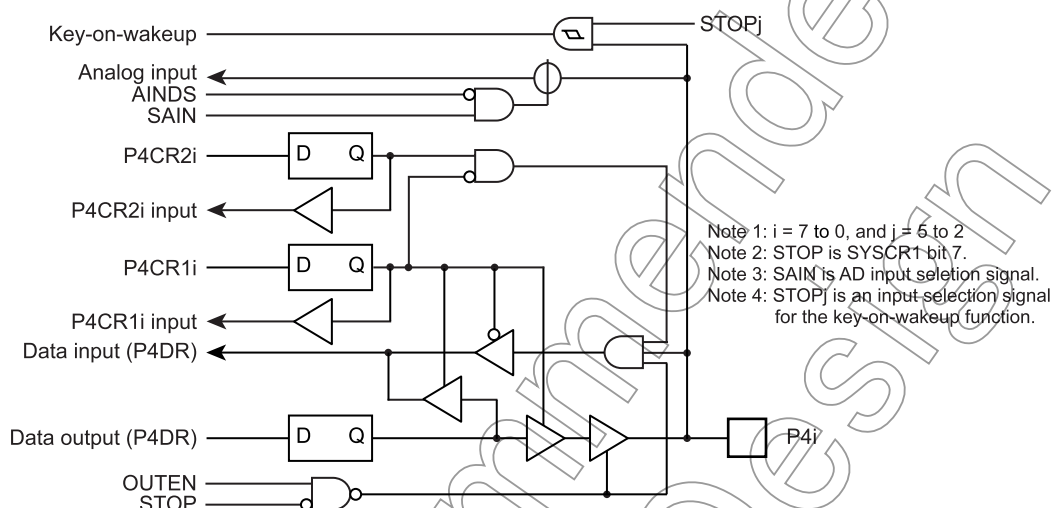 Key-on-wakeup
STOPj
Analog input
AINDS
SAIN
P4CR2i
D Q
P4CR2i input
P4CR1i
D Q
P4CR1i input
Data input (P4DR)
Data output (P4DR)
D Q
P4i
OUTEN
STOP
Note 1: i = 7 to 0, and j = 5 to 2
Note 2: STOP is SYSCR1 bit 7.
Note 3: SAIN is AD input seletion signal.
Note 4: STOPj is an input selection signal
for the key-on-wakeup function.